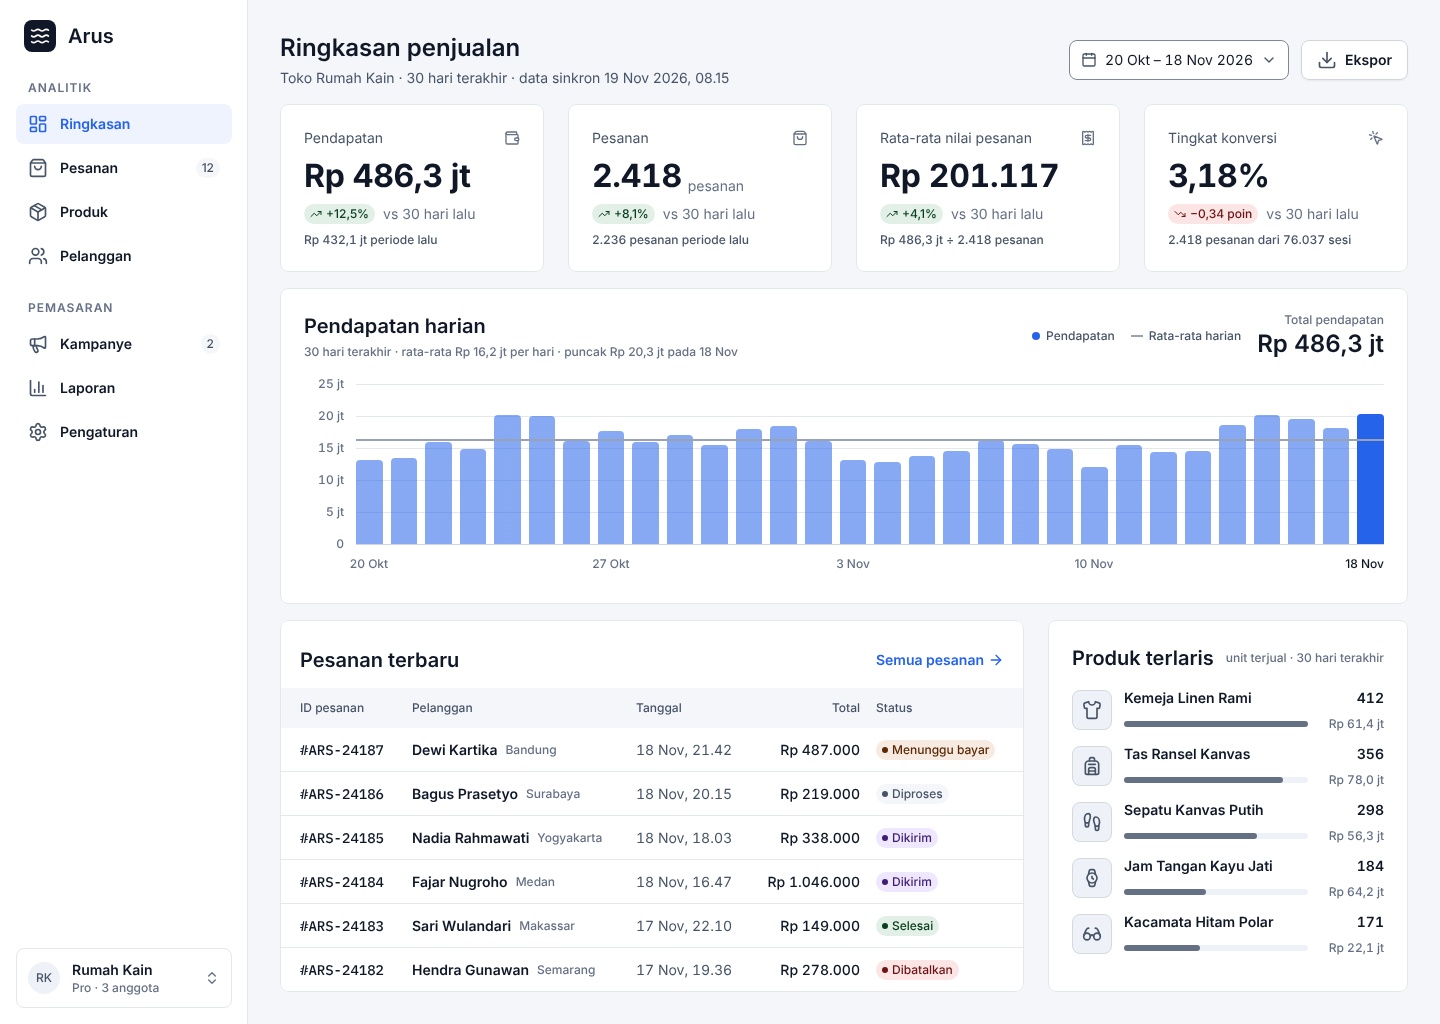 Arus
ANALITIK
Ringkasan
Pesanan 12
Produk
Pelanggan
PEMASARAN
Kampanye 2
Laporan
Pengaturan
RK
Rumah Kain
Pro · 3 anggota
Ringkasan penjualan
Toko Rumah Kain · 30 hari terakhir · data sinkron 19 Nov 2026, 08.15
20 Okt – 18 Nov 2026
Ekspor
Pendapatan
Rp 486,3 jt
+12,5% vs 30 hari lalu
Rp 432,1 jt periode lalu
Pesanan
2.418 pesanan
+8,1% vs 30 hari lalu
2.236 pesanan periode lalu
Rata-rata nilai pesanan
Rp 201.117
+4,1% vs 30 hari lalu
Rp 486,3 jt ÷ 2.418 pesanan
Tingkat konversi
3,18%
−0,34 poin vs 30 hari lalu
2.418 pesanan dari 76.037 sesi
Pendapatan harian
30 hari terakhir · rata-rata Rp 16,2 jt per hari · puncak Rp 20,3 jt pada 18 Nov
Pendapatan
Rata-rata harian
Total pendapatan
Rp 486,3 jt
25 jt
20 jt
15 jt
10 jt
5 jt
0
20 Okt 27 Okt 3 Nov 10 Nov 18 Nov
Pesanan terbaru
Semua pesanan
ID pesanan Pelanggan Tanggal Total Status
#ARS-24187 Dewi Kartika Bandung 18 Nov, 21.42 Rp 487.000 Menunggu bayar
#ARS-24186 Bagus Prasetyo Surabaya 18 Nov, 20.15 Rp 219.000 Diproses
#ARS-24185 Nadia Rahmawati Yogyakarta 18 Nov, 18.03 Rp 338.000 Dikirim
#ARS-24184 Fajar Nugroho Medan 18 Nov, 16.47 Rp 1.046.000 Dikirim
#ARS-24183 Sari Wulandari Makassar 17 Nov, 22.10 Rp 149.000 Selesai
#ARS-24182 Hendra Gunawan Semarang 17 Nov, 19.36 Rp 278.000 Dibatalkan
Produk terlaris
unit terjual · 30 hari terakhir
Kemeja Linen Rami 412
Rp 61,4 jt
Tas Ransel Kanvas 356
Rp 78,0 jt
Sepatu Kanvas Putih 298
Rp 56,3 jt
Jam Tangan Kayu Jati 184
Rp 64,2 jt
Kacamata Hitam Polar 171
Rp 22,1 jt